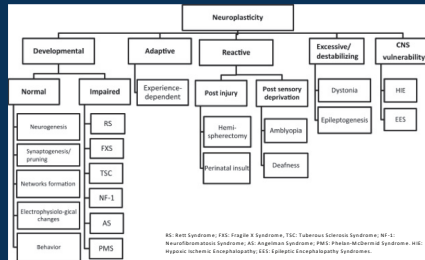 Neuroplasticity
Developmental
Adaptive
Reactive
Excessive/
destabilizing
CNS
vulnerability
Normal
Impaired
Experience-
dependent
Post injury
Post sensory
deprivation
Dystonia
HIE
Neurogenesis
RS
Hemi-
spherectomy
Amblyopia
Epileptogenesis
EES
Synaptogenesis/
pruning
FXS
Perinatal insult
Deafness
Networks formation
TSC
Electrophysiolo-gical
changes
NF-1
AS
Behavior
PMS
RS: Rett Syndrome; FXS: Fragile X Syndrome, TSC: Tuberous Sclerosis Syndrome; NF-1:
Neurofibromatosis Syndrome; AS: Angelman Syndrome; PMS: Phelan-McDermid Syndrome. HIE:
Hypoxic Ischemic Encephalopathy; EES: Epileptic Encephalopathy Syndromes.